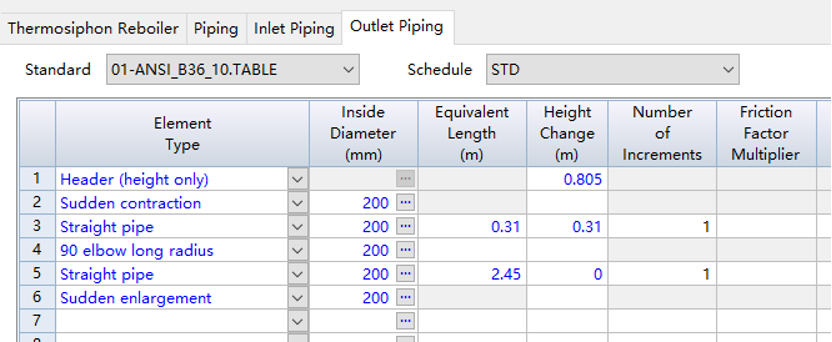 Thermosiphon Reboiler Piping Inlet Piping Outlet Piping
Standard 01-ANSI_B36_10.TABLE Schedule STD
Element Type Inside Diameter (mm) Equivalent Length (m) Height Change (m) Number of Increments Friction Factor Multiplier
1 Header (height only) ... 0.805
2 Sudden contraction 200 ...
3 Straight pipe 200 ... 0.31 0.31 1
4 90 elbow long radius 200 ...
5 Straight pipe 200 ... 2.45 0 1
6 Sudden enlargement 200 ...
7 ...